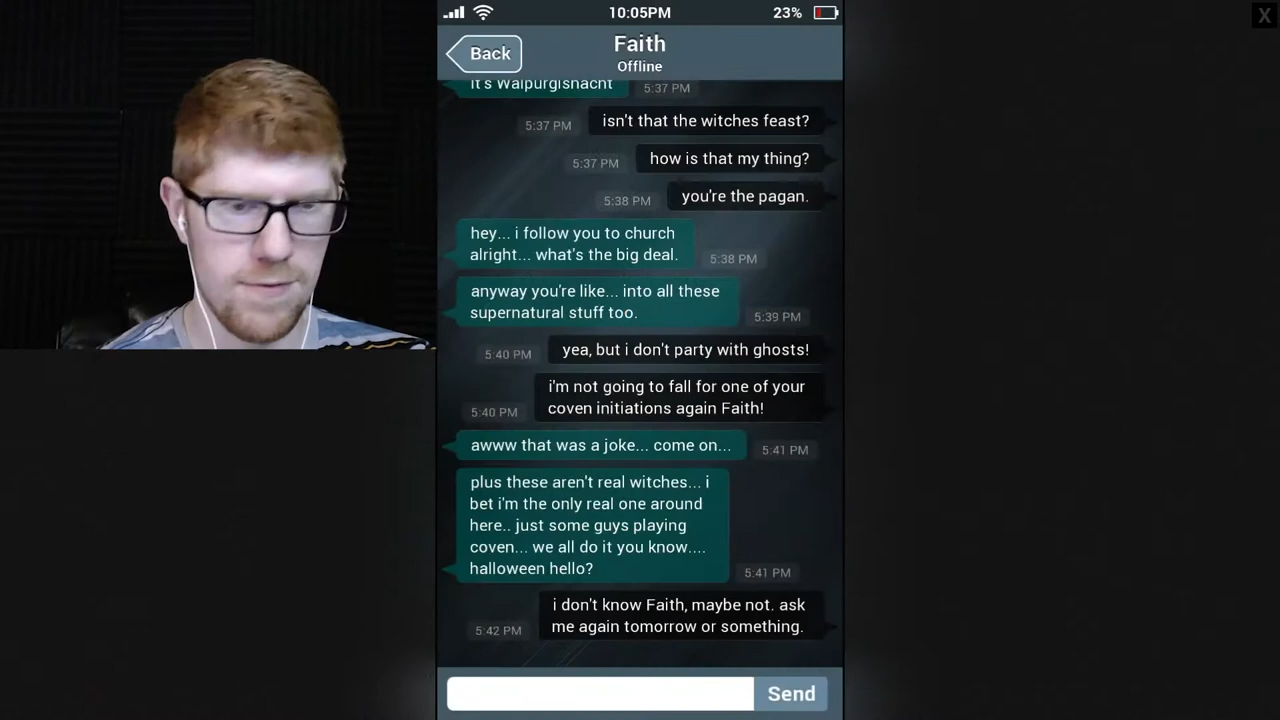 10:05PM
23%
X
Back
Faith
Offline
it's Walpurgisnacht
5:37 PM
isn't that the witches feast?
5:37 PM
how is that my thing?
5:37 PM
you're the pagan.
5:38 PM
hey... i follow you to church
alright... what's the big deal.
5:38 PM
anyway you're like... into all these
supernatural stuff too.
5:39 PM
yea, but i don't party with ghosts!
5:40 PM
i'm not going to fall for one of your
coven initiations again Faith!
5:40 PM
awww that was a joke... come on...
5:41 PM
plus these aren't real witches... i
bet i'm the only real one around
here.. just some guys playing
coven... we all do it you know....
halloween hello?
5:41 PM
i don't know Faith, maybe not. ask
me again tomorrow or something.
5:42 PM
Send